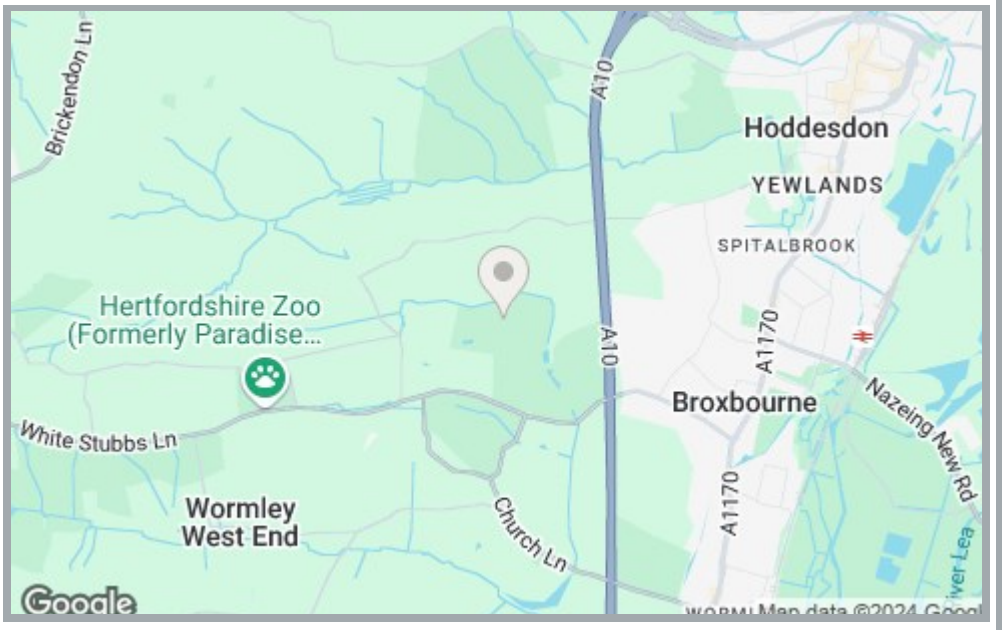 Brickendon Ln
A10
Hoddesdon
YEWLANDS
SPITALBROOK
Hertfordshire Zoo
(Formerly Paradise...
A1170
A10
Broxbourne
Nazeing New Rd
White Stubbs Ln
Wormley
West End
A1170
Church Ln
River Lea
Google
Map data ©2024 Google